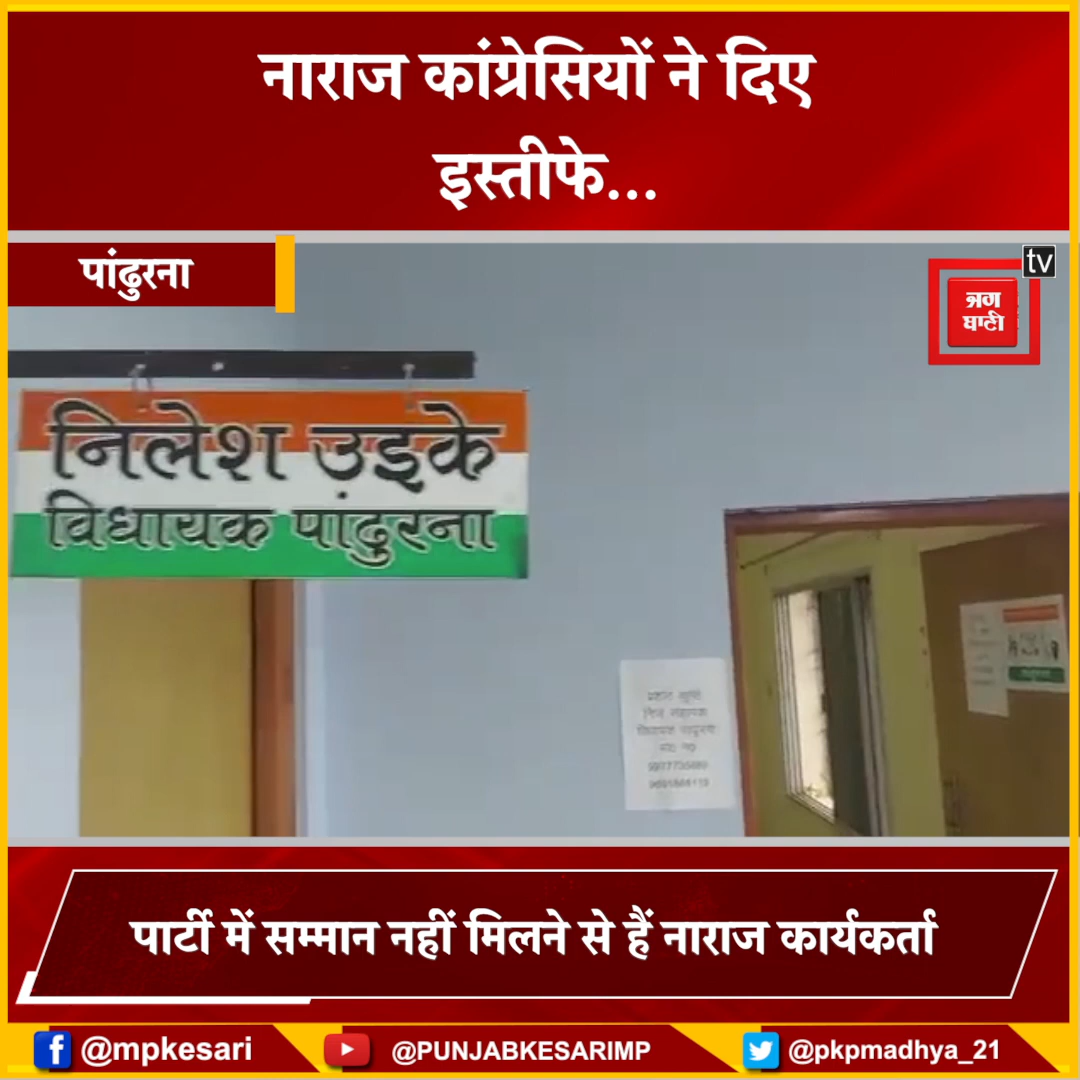 नाराज कांग्रेसियों ने दिए
इस्तीफे...
पांढुरना
tv
निलेश उइके
विधायक पांढुरना
पार्टी में सम्मान नहीं मिलने से हैं नाराज कार्यकर्ता
@mpkesari
@PUNJABKESARIMP
@pkpmadhya_21